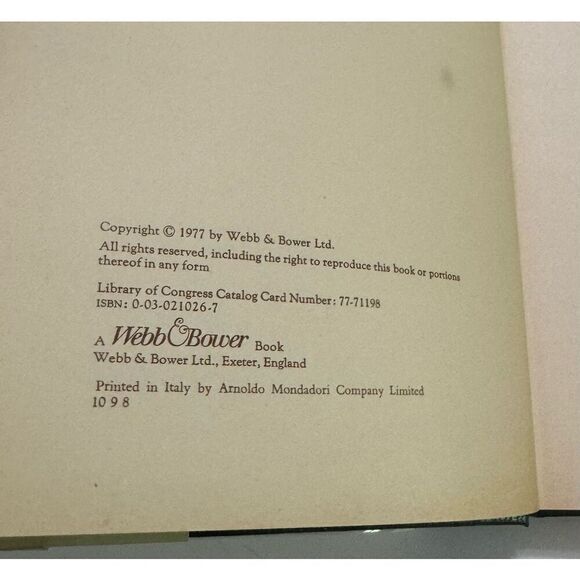 Copyright © 1977 by Webb & Bower Ltd.
All rights reserved, including the right to reproduce this book or portions
thereof in any form
Library of Congress Catalog Card Number: 77-71198
ISBN: 0-03-021026-7
A Webb & Bower Book
Webb & Bower Ltd., Exeter, England
Printed in Italy by Arnoldo Mondadori Company Limited
10 9 8